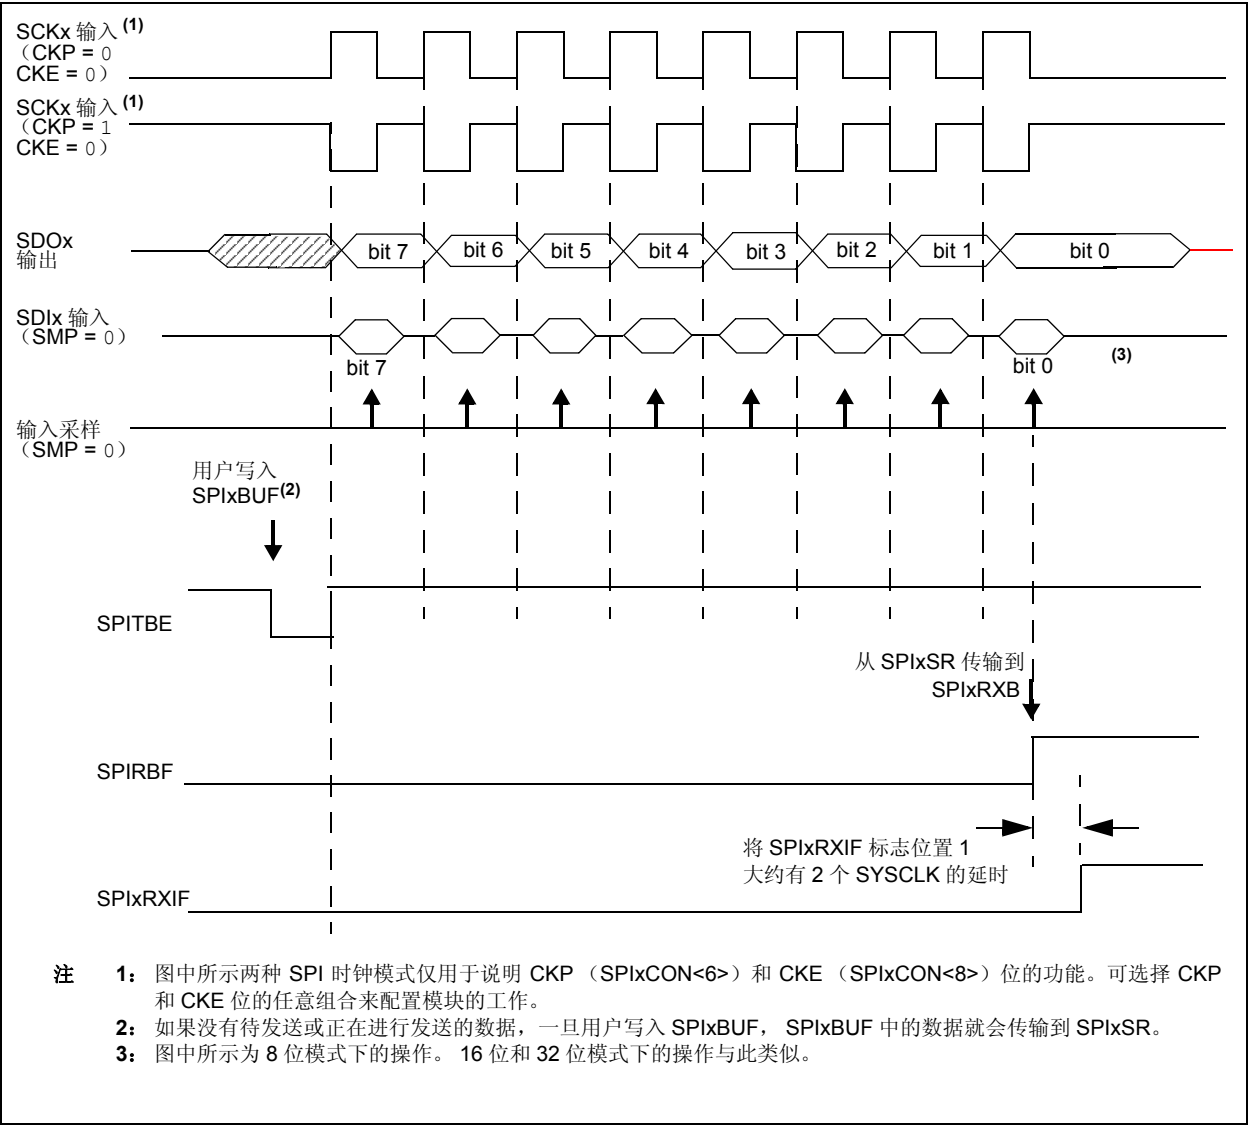 SCKx 输入 (1)
（CKP = 0
CKE = 0）
SCKx 输入 (1)
（CKP = 1
CKE = 0）
SDOx
输出
bit 7 bit 6 bit 5 bit 4 bit 3 bit 2 bit 1 bit 0
SDIx 输入
（SMP = 0）
bit 7 bit 0 (3)
输入采样
（SMP = 0）
用户写入
SPIxBUF(2)
SPITBE
从 SPIxSR 传输到
SPIxRXB
SPIRBF
将 SPIxRXIF 标志位置 1
大约有 2 个 SYSCLK 的延时
SPIxRXIF
注 1： 图中所示两种 SPI 时钟模式仅用于说明 CKP （SPIxCON<6>）和 CKE （SPIxCON<8>）位的功能。可选择 CKP
和 CKE 位的任意组合来配置模块的工作。
2： 如果没有待发送或正在进行发送的数据，一旦用户写入 SPIxBUF， SPIxBUF 中的数据就会传输到 SPIxSR。
3： 图中所示为 8 位模式下的操作。 16 位和 32 位模式下的操作与此类似。